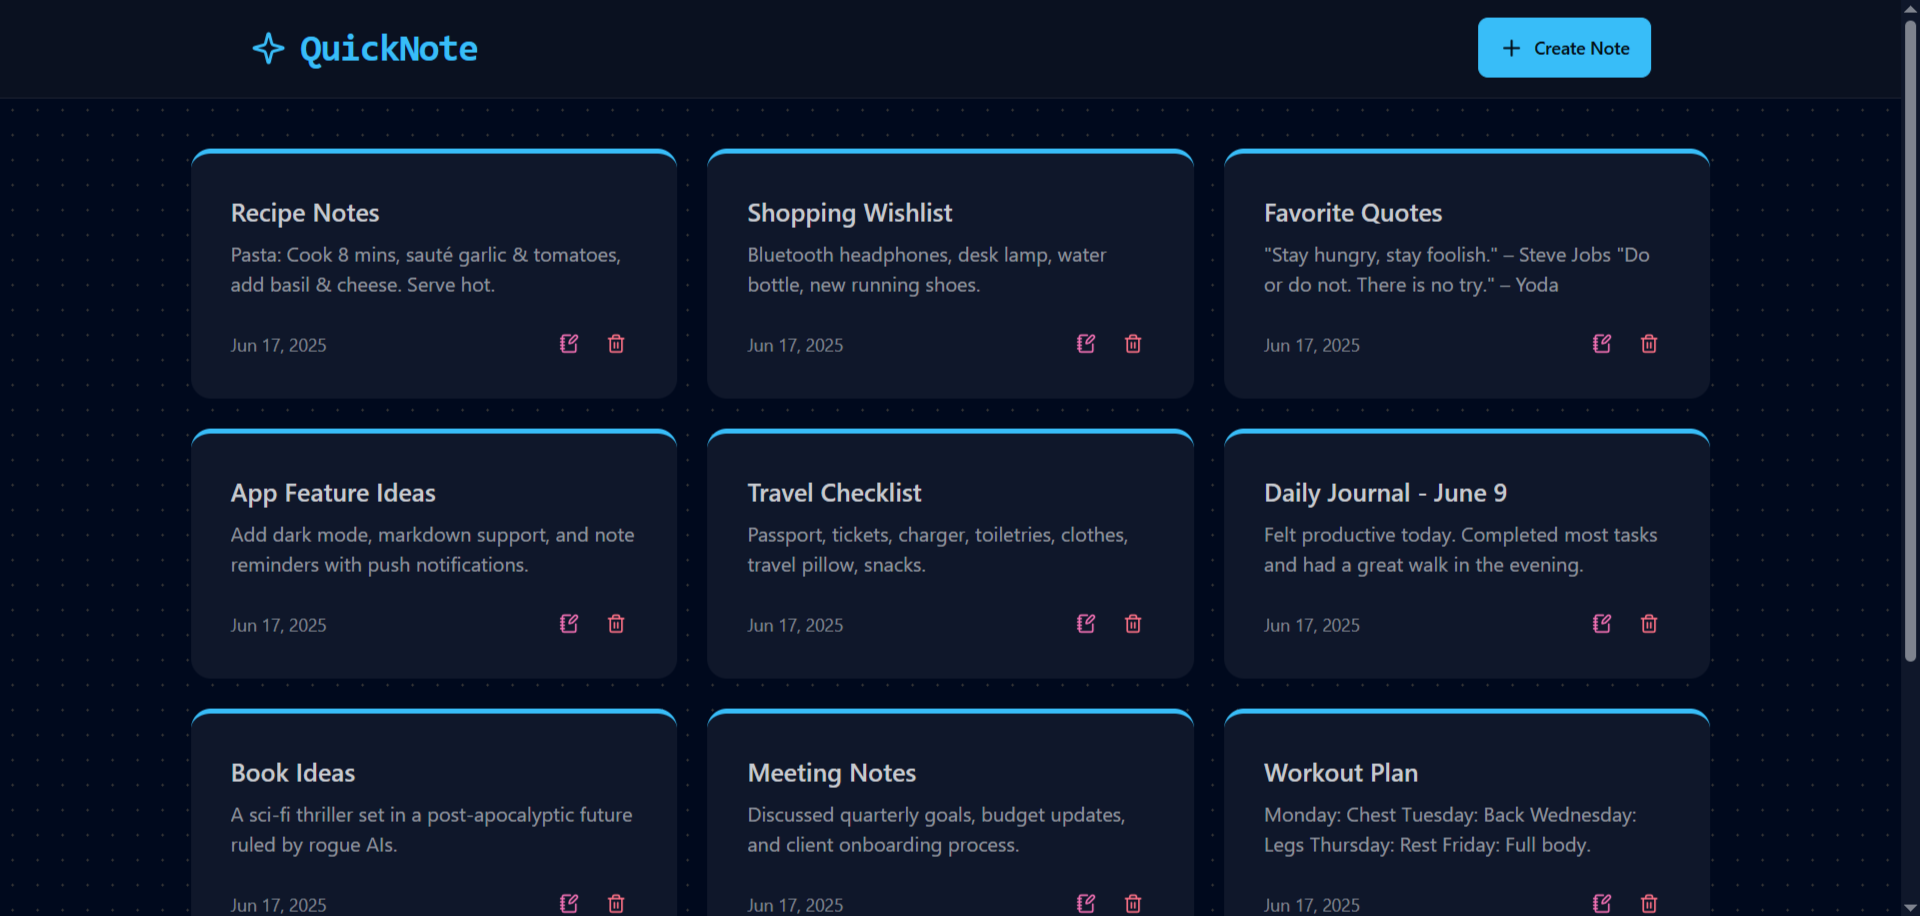 QuickNote
Create Note
Recipe Notes
Pasta: Cook 8 mins, sauté garlic & tomatoes,
add basil & cheese. Serve hot.
Jun 17, 2025
Shopping Wishlist
Bluetooth headphones, desk lamp, water
bottle, new running shoes.
Jun 17, 2025
Favorite Quotes
"Stay hungry, stay foolish." – Steve Jobs "Do
or do not. There is no try." – Yoda
Jun 17, 2025
App Feature Ideas
Add dark mode, markdown support, and note
reminders with push notifications.
Jun 17, 2025
Travel Checklist
Passport, tickets, charger, toiletries, clothes,
travel pillow, snacks.
Jun 17, 2025
Daily Journal - June 9
Felt productive today. Completed most tasks
and had a great walk in the evening.
Jun 17, 2025
Book Ideas
A sci-fi thriller set in a post-apocalyptic future
ruled by rogue AIs.
Jun 17, 2025
Meeting Notes
Discussed quarterly goals, budget updates,
and client onboarding process.
Jun 17, 2025
Workout Plan
Monday: Chest Tuesday: Back Wednesday:
Legs Thursday: Rest Friday: Full body.
Jun 17, 2025